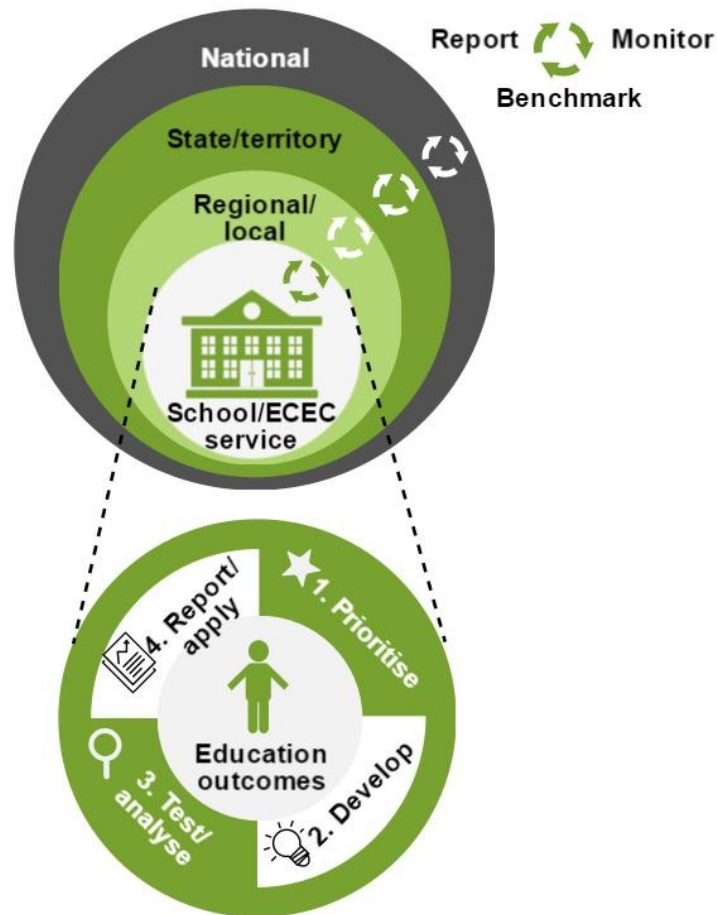 National
Report Monitor
Benchmark
State/territory
Regional/
local
School/ECEC
service
1. Prioritise
2. Develop
3. Test/
analyse
4. Report/
apply
Education
outcomes